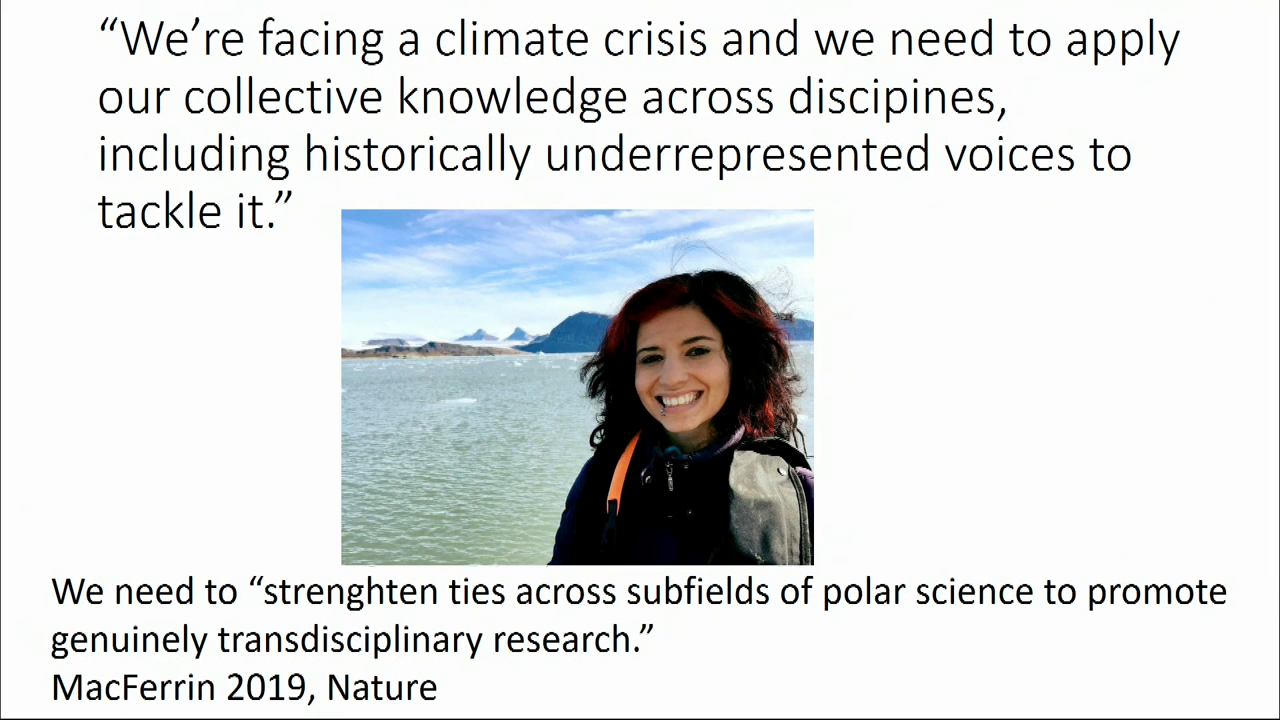 “We’re facing a climate crisis and we need to apply
our collective knowledge across discipines,
including historically underrepresented voices to
tackle it.”
We need to “strenghten ties across subfields of polar science to promote
genuinely transdisciplinary research.”
MacFerrin 2019, Nature